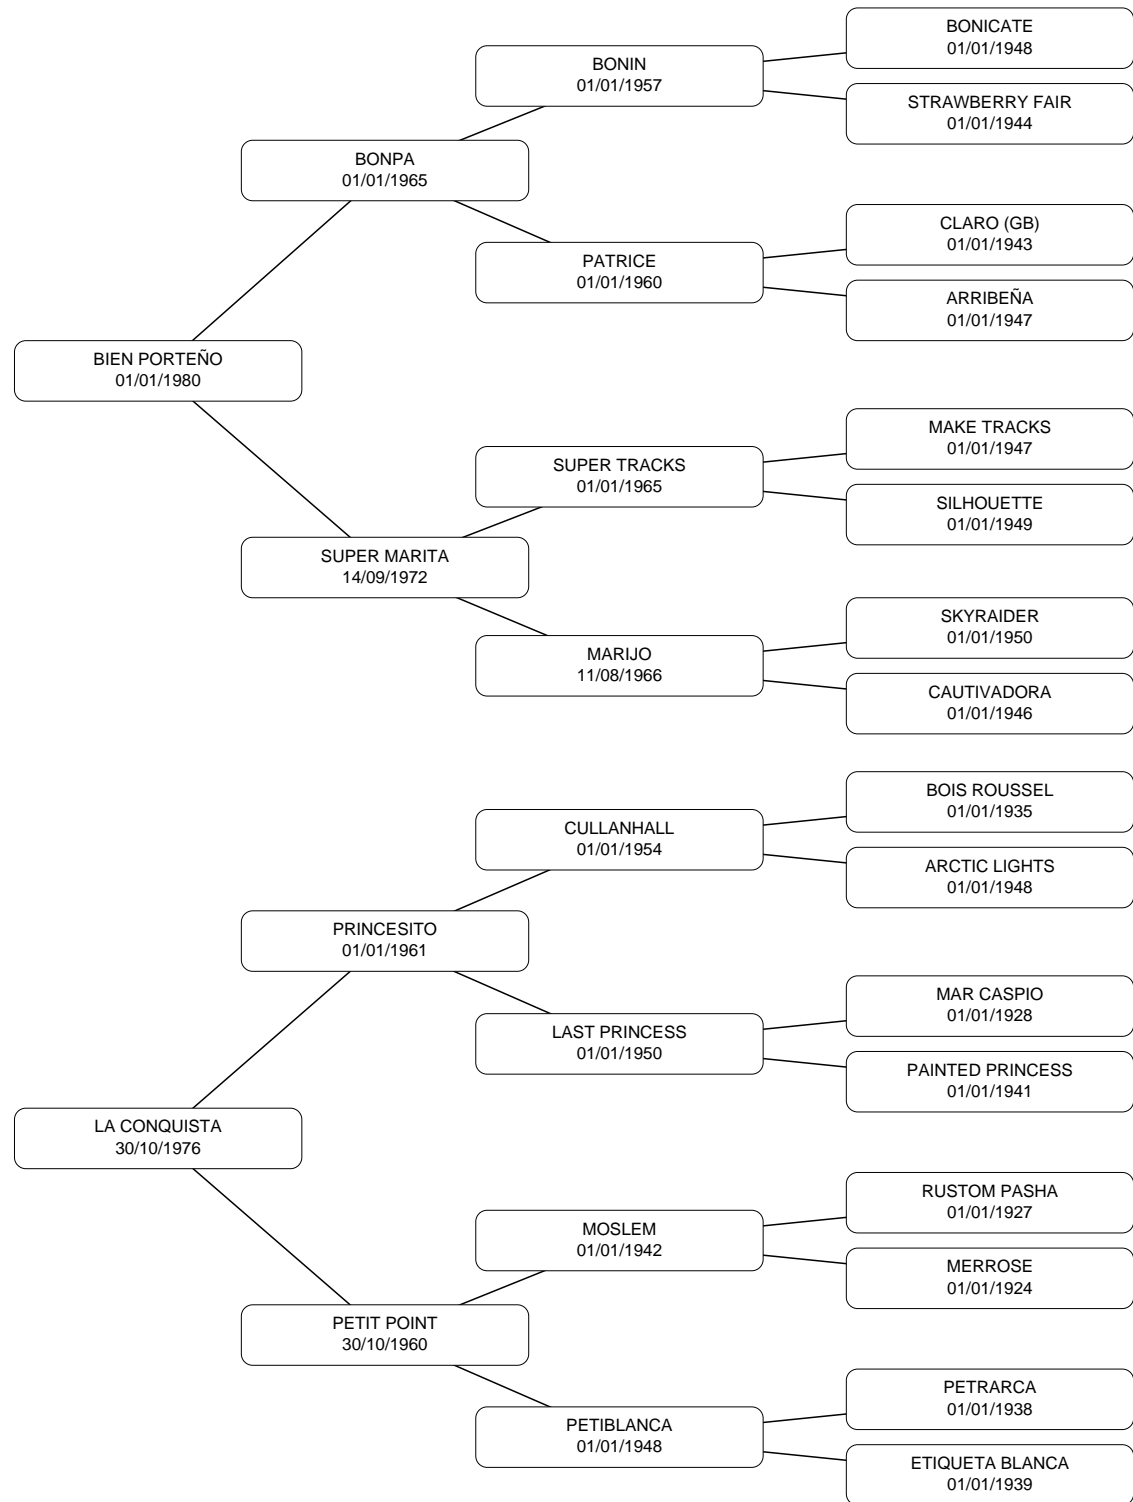 BONICATE
01/01/1948
BONIN
01/01/1957
STRAWBERRY FAIR
01/01/1944
BONPA
01/01/1965
CLARO (GB)
01/01/1943
PATRICE
01/01/1960
ARRIBEÑA
01/01/1947
BIEN PORTEÑO
01/01/1980
MAKE TRACKS
01/01/1947
SUPER TRACKS
01/01/1965
SILHOUETTE
01/01/1949
SUPER MARITA
14/09/1972
SKYRAIDER
01/01/1950
MARIJO
11/08/1966
CAUTIVADORA
01/01/1946
BOIS ROUSSEL
01/01/1935
CULLANHALL
01/01/1954
ARCTIC LIGHTS
01/01/1948
PRINCESITO
01/01/1961
MAR CASPIO
01/01/1928
LAST PRINCESS
01/01/1950
PAINTED PRINCESS
01/01/1941
LA CONQUISTA
30/10/1976
RUSTOM PASHA
01/01/1927
MOSLEM
01/01/1942
MERROSE
01/01/1924
PETIT POINT
30/10/1960
PETRARCA
01/01/1938
PETIBLANCA
01/01/1948
ETIQUETA BLANCA
01/01/1939